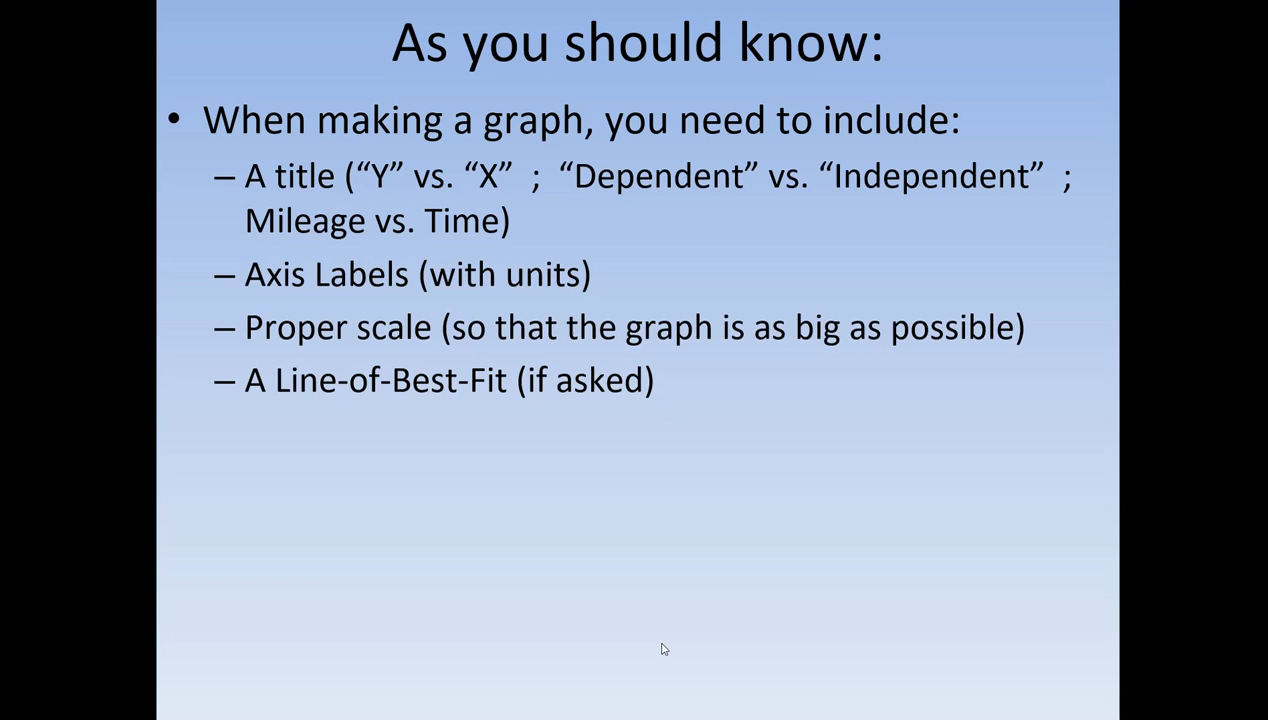 As you should know:
• When making a graph, you need to include:
– A title (“Y” vs. “X” ; “Dependent” vs. “Independent” ;
Mileage vs. Time)
– Axis Labels (with units)
– Proper scale (so that the graph is as big as possible)
– A Line-of-Best-Fit (if asked)